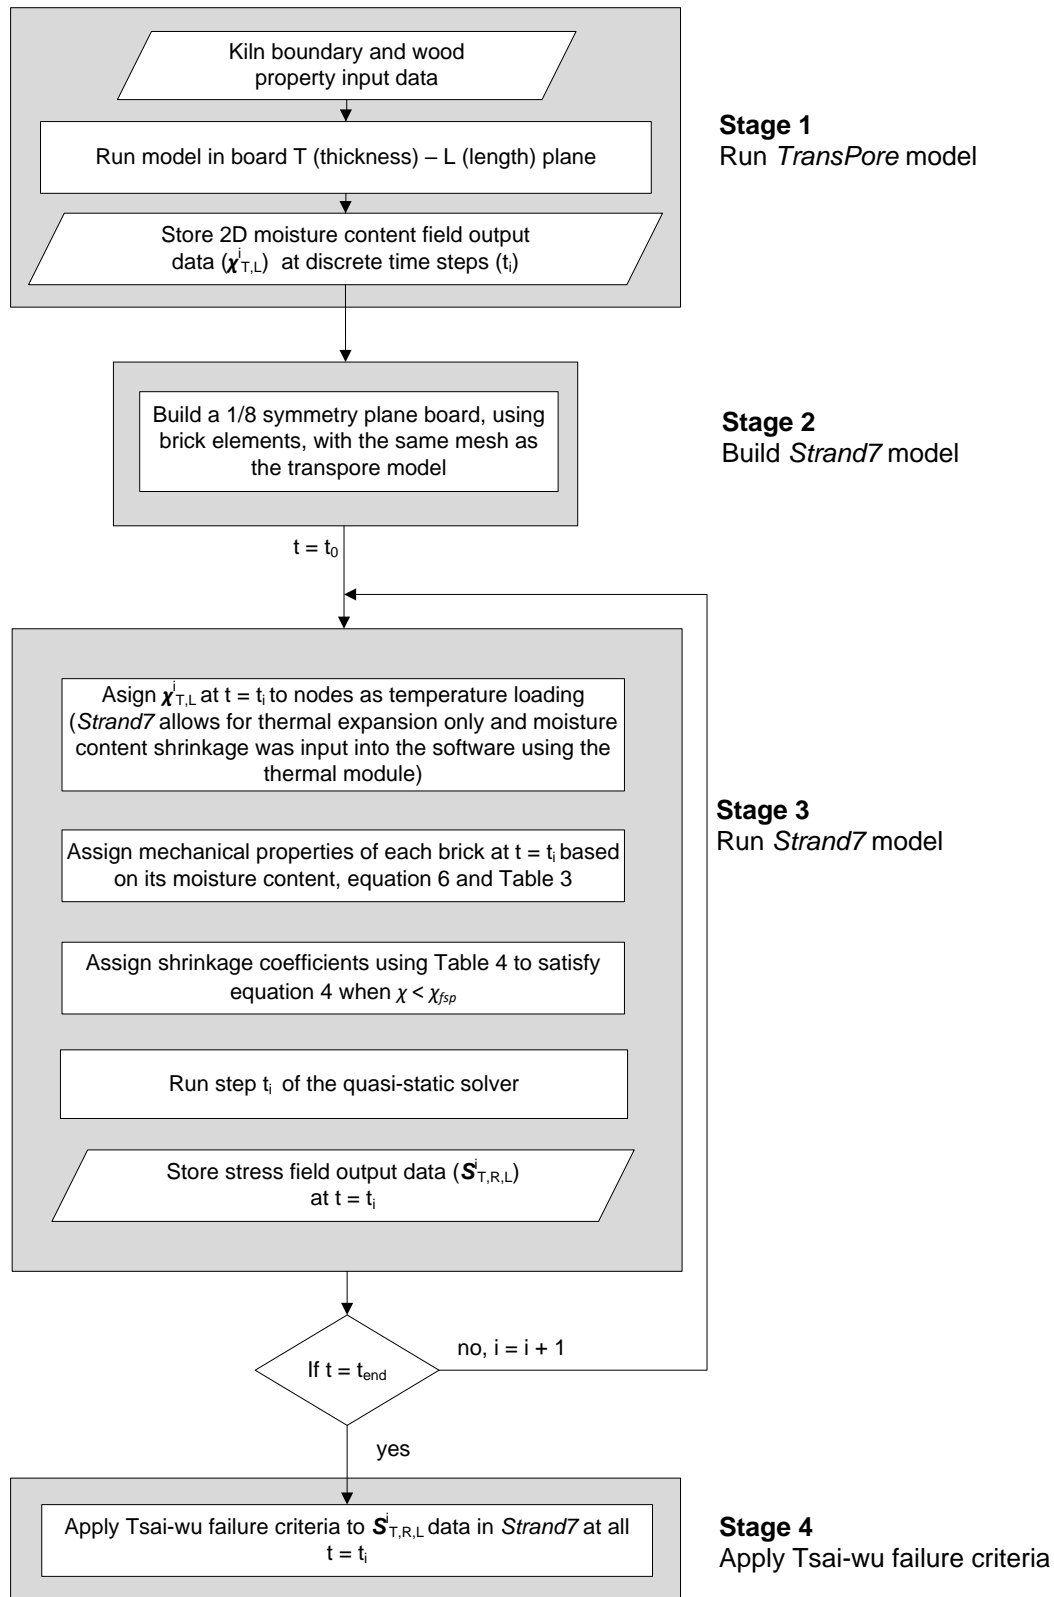 Kiln boundary and wood
property input data
Run model in board T (thickness) – L (length) plane
Store 2D moisture content field output
data (χⁱT,L) at discrete time steps (ti)
Stage 1
Run TransPore model
Build a 1/8 symmetry plane board, using
brick elements, with the same mesh as
the transpore model
Stage 2
Build Strand7 model
t = t0
Asign χⁱT,L at t = ti to nodes as temperature loading
(Strand7 allows for thermal expansion only and moisture
content shrinkage was input into the software using the
thermal module)
Assign mechanical properties of each brick at t = ti based
on its moisture content, equation 6 and Table 3
Assign shrinkage coefficients using Table 4 to satisfy
equation 4 when χ < χfsp
Run step ti of the quasi-static solver
Store stress field output data (SⁱT,R,L)
at t = ti
Stage 3
Run Strand7 model
If t = tend
no, i = i + 1
yes
Apply Tsai-wu failure criteria to SⁱT,R,L data in Strand7 at all
t = ti
Stage 4
Apply Tsai-wu failure criteria